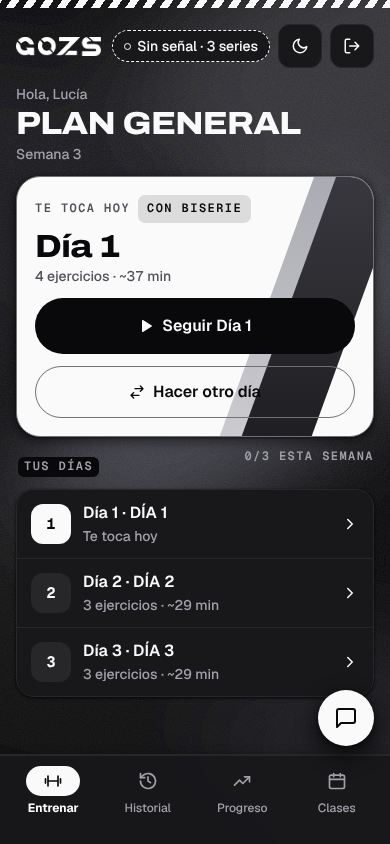 GOZS
Sin señal · 3 series
Hola, Lucía
PLAN GENERAL
Semana 3
TE TOCA HOY CON BISERIE
Día 1
4 ejercicios · ~37 min
Seguir Día 1
Hacer otro día
TUS DÍAS 0/3 ESTA SEMANA
1 Día 1 · DÍA 1
Te toca hoy
2 Día 2 · DÍA 2
3 ejercicios · ~29 min
3 Día 3 · DÍA 3
3 ejercicios · ~29 min
Entrenar Historial Progreso Clases